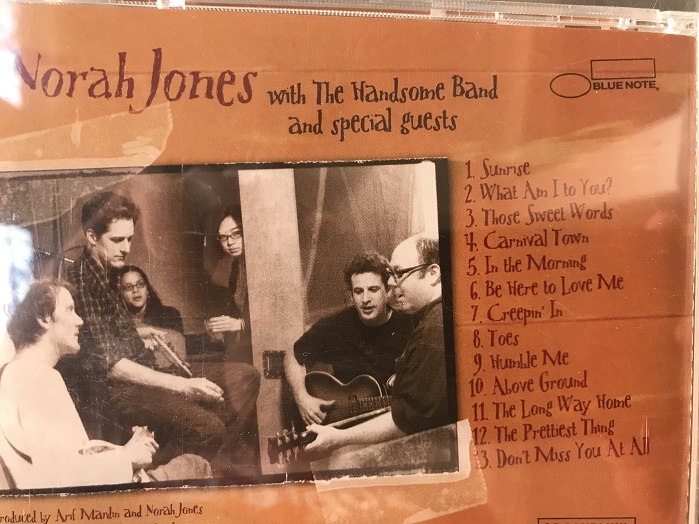 Norah Jones with The Handsome Band
and special guests
BLUE NOTE.
1. Sunrise
2. What Am I to You?
3. Those Sweet Words
4. Carnival Town
5. In the Morning
6. Be Here to Love Me
7. Creepin' In
8. Toes
9. Humble Me
10. Above Ground
11. The Long Way Home
12. The Prettiest Thing
13. Don't Miss You At All
roduced by Arif Mardin and Norah Jones